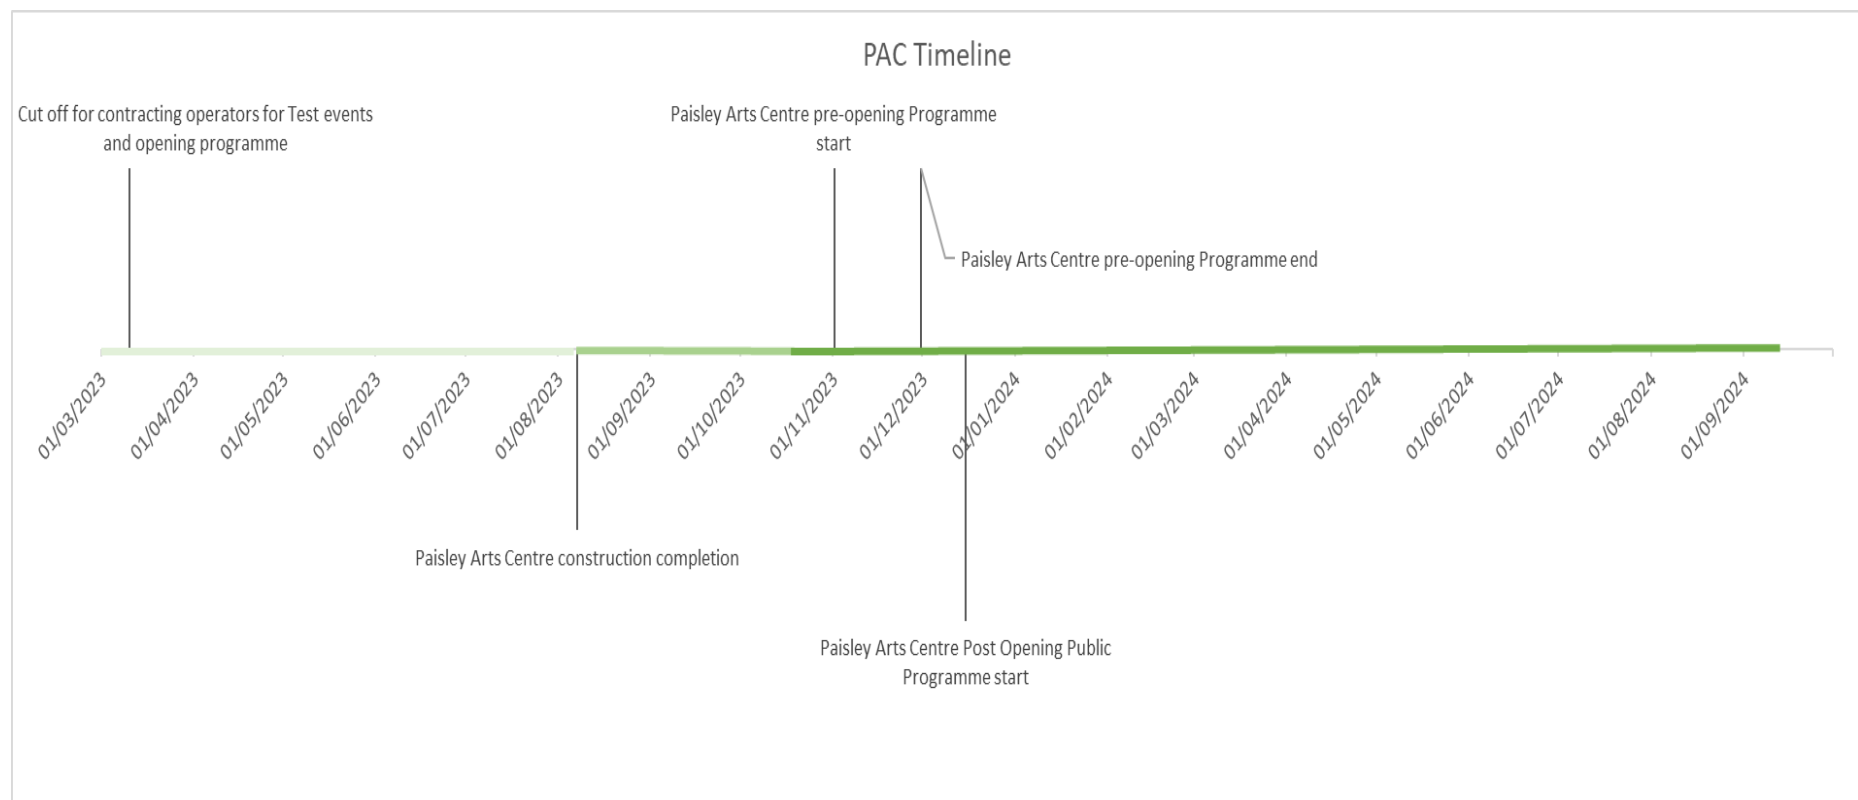 PAC Timeline
Cut off for contracting operators for Test events
and opening programme
Paisley Arts Centre pre-opening Programme
start
Paisley Arts Centre pre-opening Programme end
01/03/2023
01/04/2023
01/05/2023
01/06/2023
01/07/2023
01/08/2023
01/09/2023
01/10/2023
01/11/2023
01/12/2023
01/01/2024
01/02/2024
01/03/2024
01/04/2024
01/05/2024
01/06/2024
01/07/2024
01/08/2024
01/09/2024
Paisley Arts Centre construction completion
Paisley Arts Centre Post Opening Public
Programme start